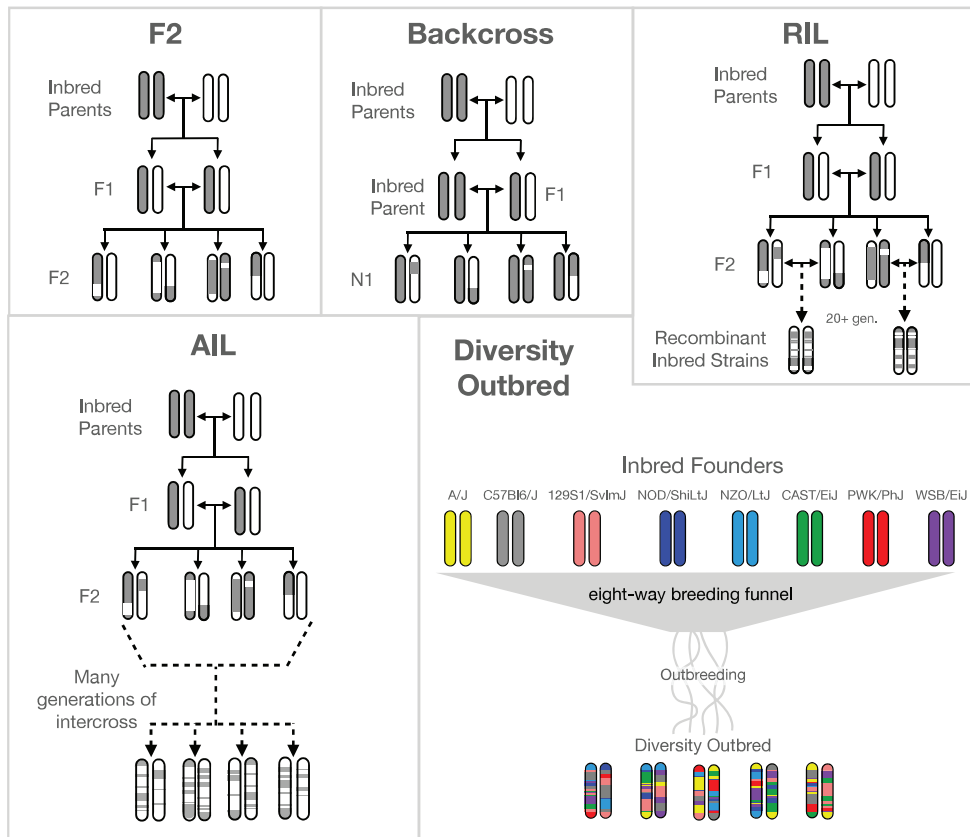 F2
Inbred
Parents
F1
F2
Backcross
Inbred
Parents
Inbred
Parent
F1
N1
RIL
Inbred
Parents
F1
F2
20+ gen.
Recombinant
Inbred Strains
AIL
Inbred
Parents
F1
F2
Many
generations of
intercross
Diversity
Outbred
Inbred Founders
A/J C57Bl6/J 129S1/SvlmJ NOD/ShiLtJ NZO/LtJ CAST/EiJ PWK/PhJ WSB/EiJ
eight-way breeding funnel
Outbreeding
Diversity Outbred